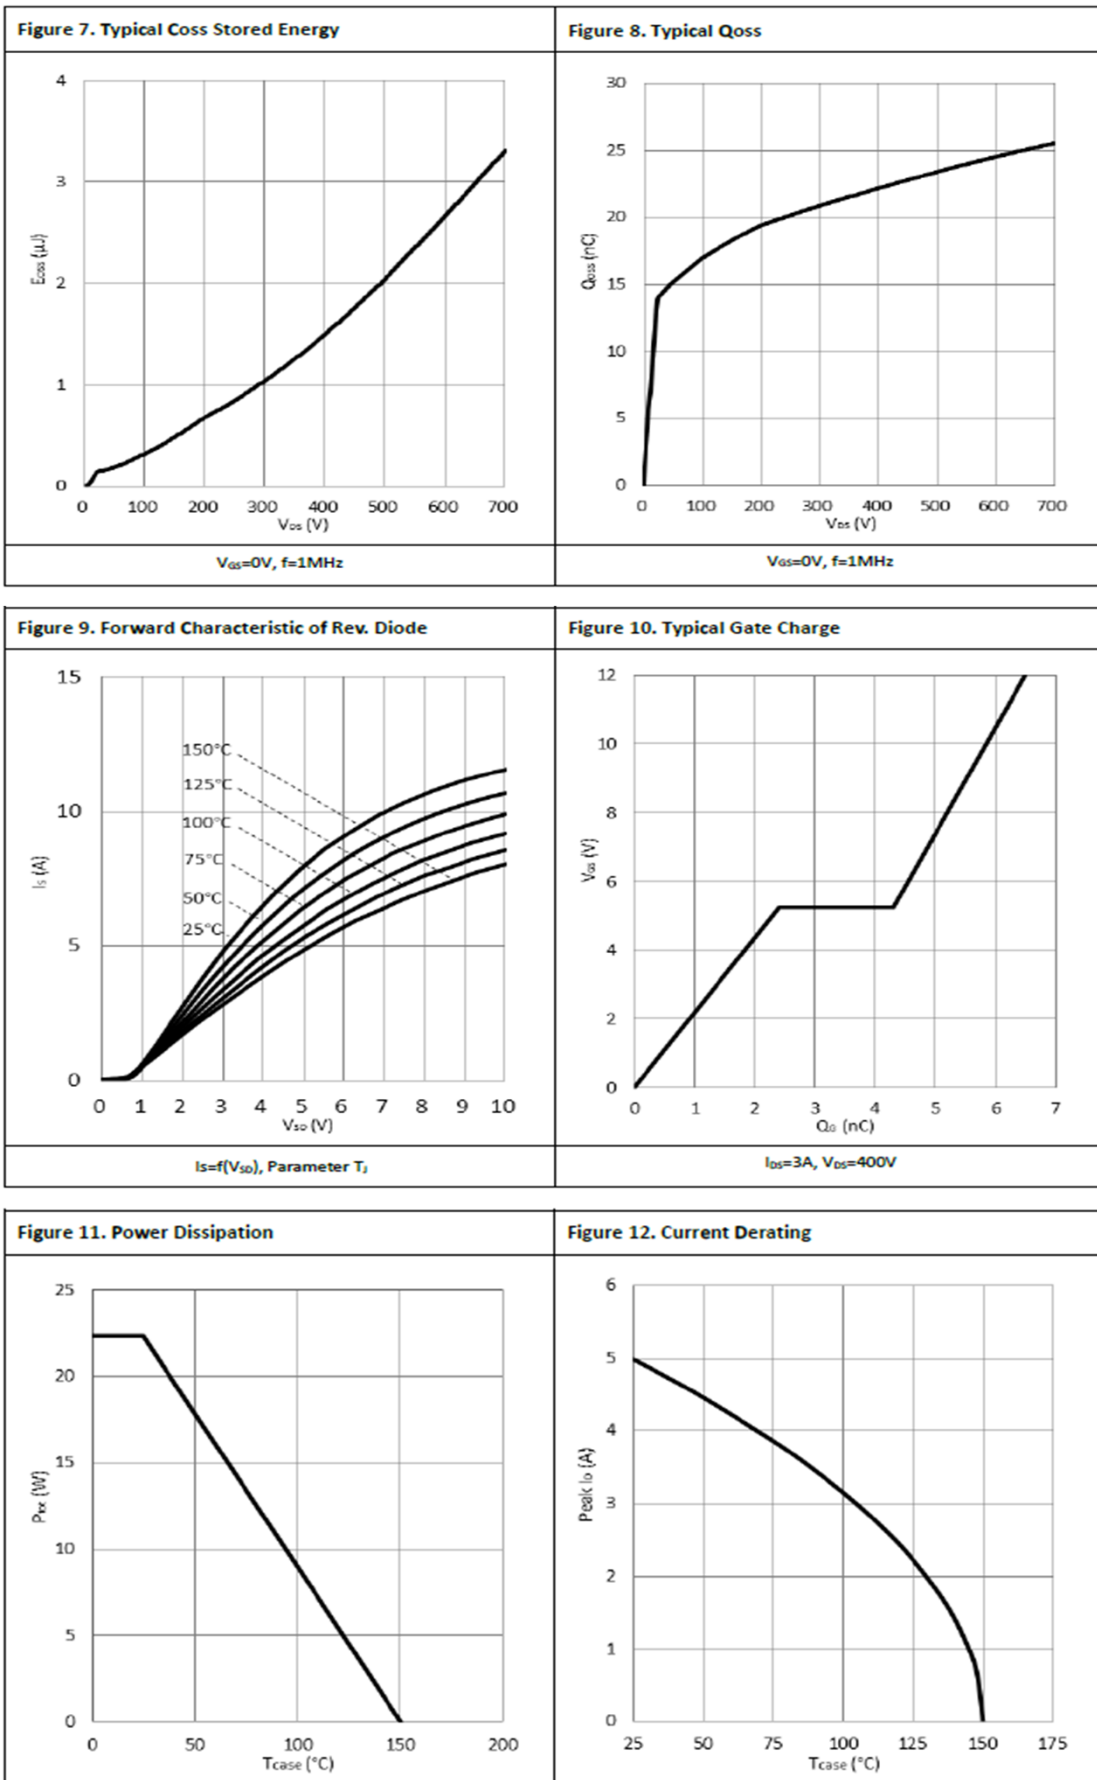 Figure 7. Typical Coss Stored Energy
4
3
2
1
0
Eoss (µJ)
0 100 200 300 400 500 600 700
VDS (V)
VGS=0V, f=1MHz
Figure 8. Typical Qoss
30
25
20
15
10
5
0
Qoss (nC)
0 100 200 300 400 500 600 700
VDS (V)
VGS=0V, f=1MHz
Figure 9. Forward Characteristic of Rev. Diode
15
10
5
0
IS (A)
150°C
125°C
100°C
75°C
50°C
25°C
0 1 2 3 4 5 6 7 8 9 10
VSD (V)
IS=f(VSD), Parameter TJ
Figure 10. Typical Gate Charge
12
10
8
6
4
2
0
VGS (V)
0 1 2 3 4 5 6 7
QG (nC)
IDS=3A, VDS=400V
Figure 11. Power Dissipation
25
20
15
10
5
0
(W)
0 50 100 150 200
Tcase (°C)
Figure 12. Current Derating
6
5
4
3
2
1
0
Peak ID (A)
25 50 75 100 125 150 175
Tcase (°C)